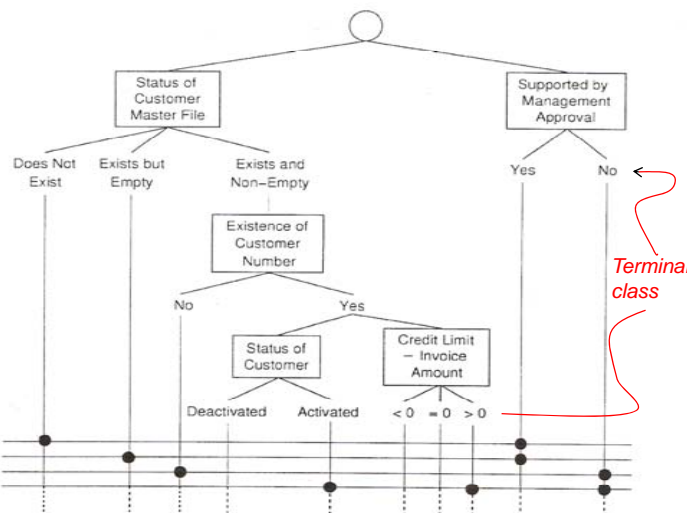 Status of
Customer
Master File
Supported by
Management
Approval
Does Not
Exist
Exists but
Empty
Exists and
Non-Empty
Yes
No
Existence of
Customer
Number
Terminal
class
No
Yes
Status of
Customer
Credit Limit
— Invoice
Amount
Deactivated
Activated
< 0
= 0
> 0